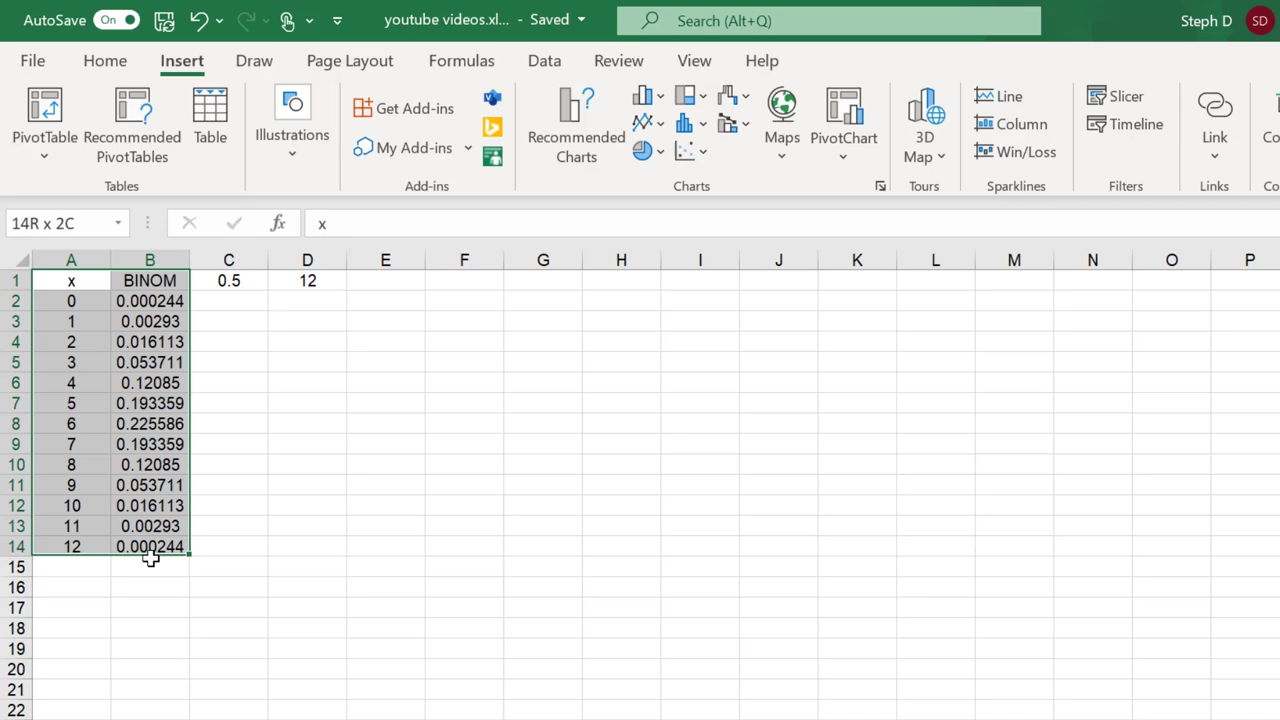 AutoSave On youtube videos.xl... - Saved Search (Alt+Q) Steph D SD
File Home Insert Draw Page Layout Formulas Data Review View Help
PivotTable
Recommended
PivotTables
Table
Tables
Illustrations
Get Add-ins
My Add-ins
Add-ins
Recommended
Charts
Maps
PivotChart
Charts
3D
Map
Tours
Line
Column
Win/Loss
Sparklines
Slicer
Timeline
Filters
Link
Links
14R x 2C fx x
A B C D E F G H I J K L M N O P
1 x BINOM 0.5 12
2 0 0.000244
3 1 0.00293
4 2 0.016113
5 3 0.053711
6 4 0.12085
7 5 0.193359
8 6 0.225586
9 7 0.193359
10 8 0.12085
11 9 0.053711
12 10 0.016113
13 11 0.00293
14 12 0.000244
15
16
17
18
19
20
21
22